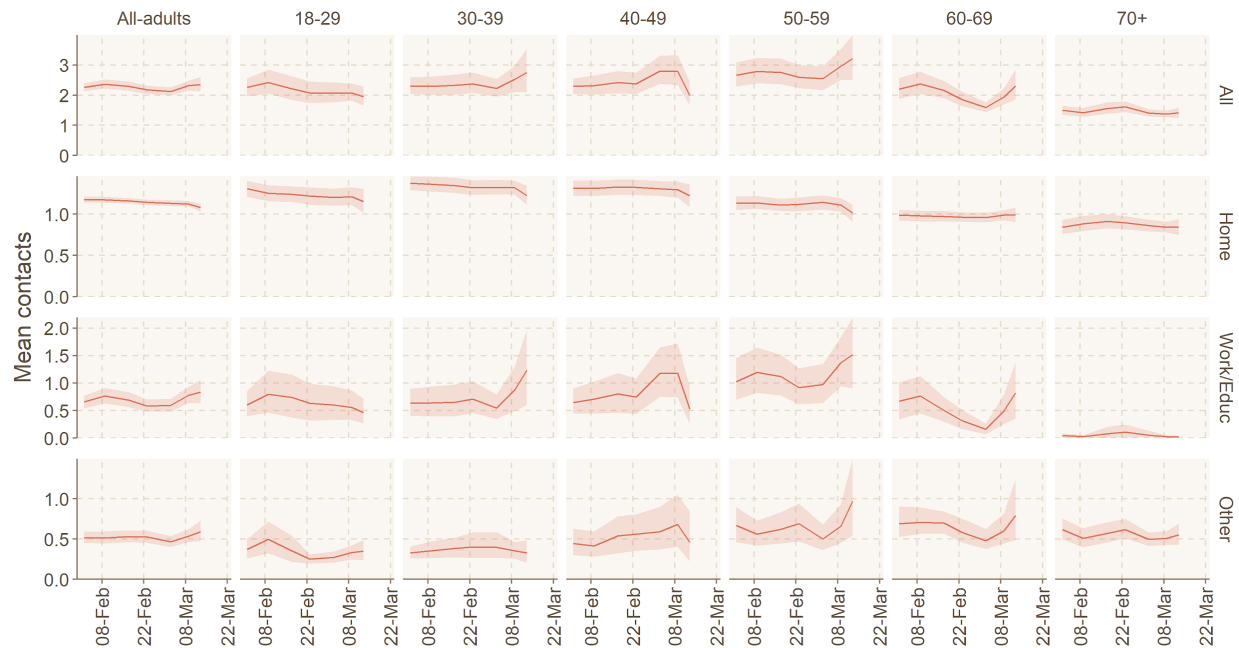 All-adults 18-29 30-39 40-49 50-59 60-69 70+
Mean contacts
3
2
1
0
All
1.0
0.5
0.0
Home
2.0
1.5
1.0
0.5
0.0
Work/Educ
1.0
0.5
0.0
Other
08-Feb 22-Feb 08-Mar 22-Mar 08-Feb 22-Feb 08-Mar 22-Mar 08-Feb 22-Feb 08-Mar 22-Mar 08-Feb 22-Feb 08-Mar 22-Mar 08-Feb 22-Feb 08-Mar 22-Mar 08-Feb 22-Feb 08-Mar 22-Mar 08-Feb 22-Feb 08-Mar 22-Mar